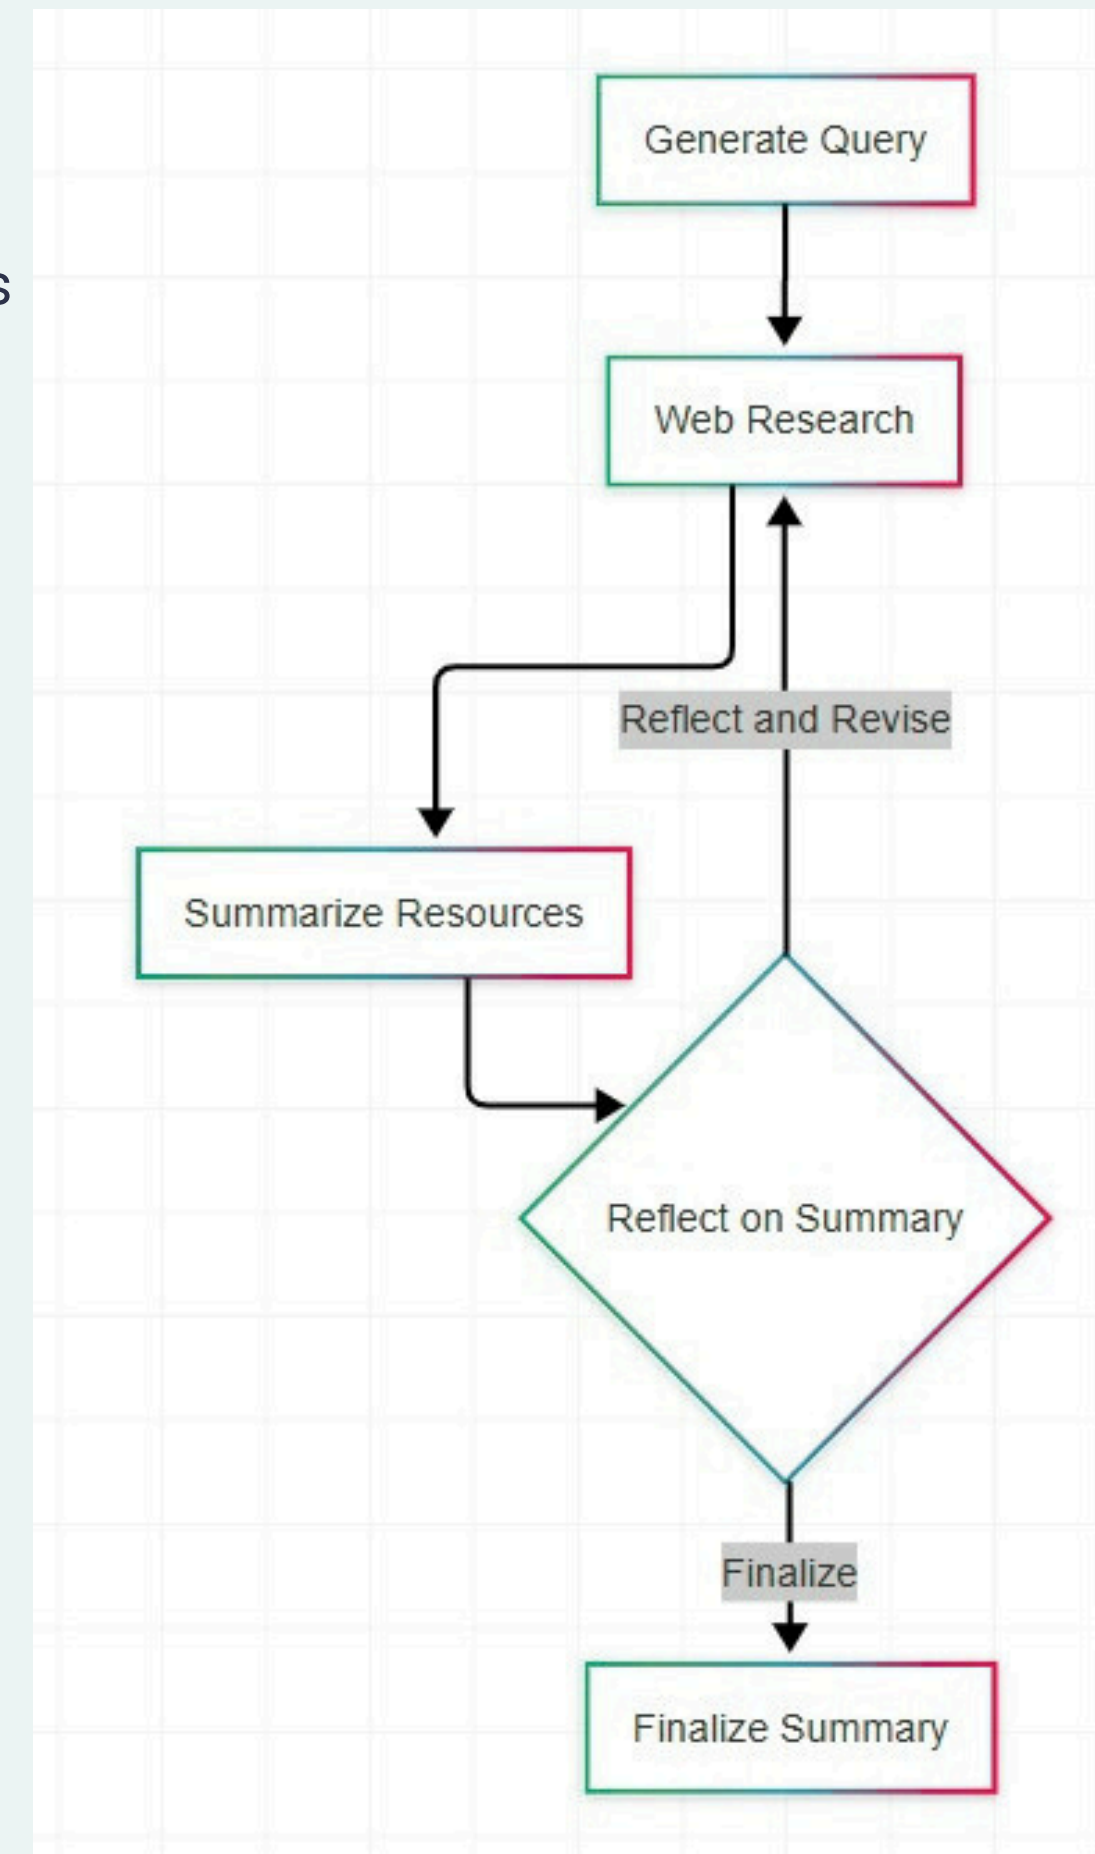 Generate Query
s
Web Research
Reflect and Revise
Summarize Resources
Reflect on Summary
Finalize
Finalize Summary